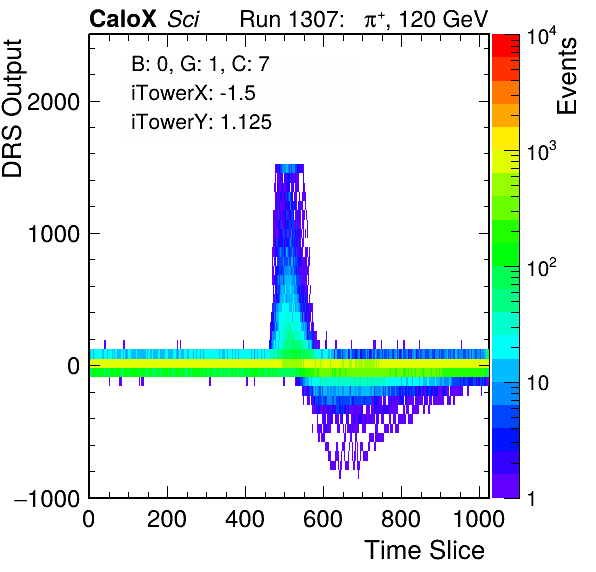 CaloX Sci Run 1307: π⁺, 120 GeV
B: 0, G: 1, C: 7
iTowerX: -1.5
iTowerY: 1.125
DRS Output
2000
1000
0
−1000
0 200 400 600 800 1000
Time Slice
Events
10⁴
10³
10²
10
1